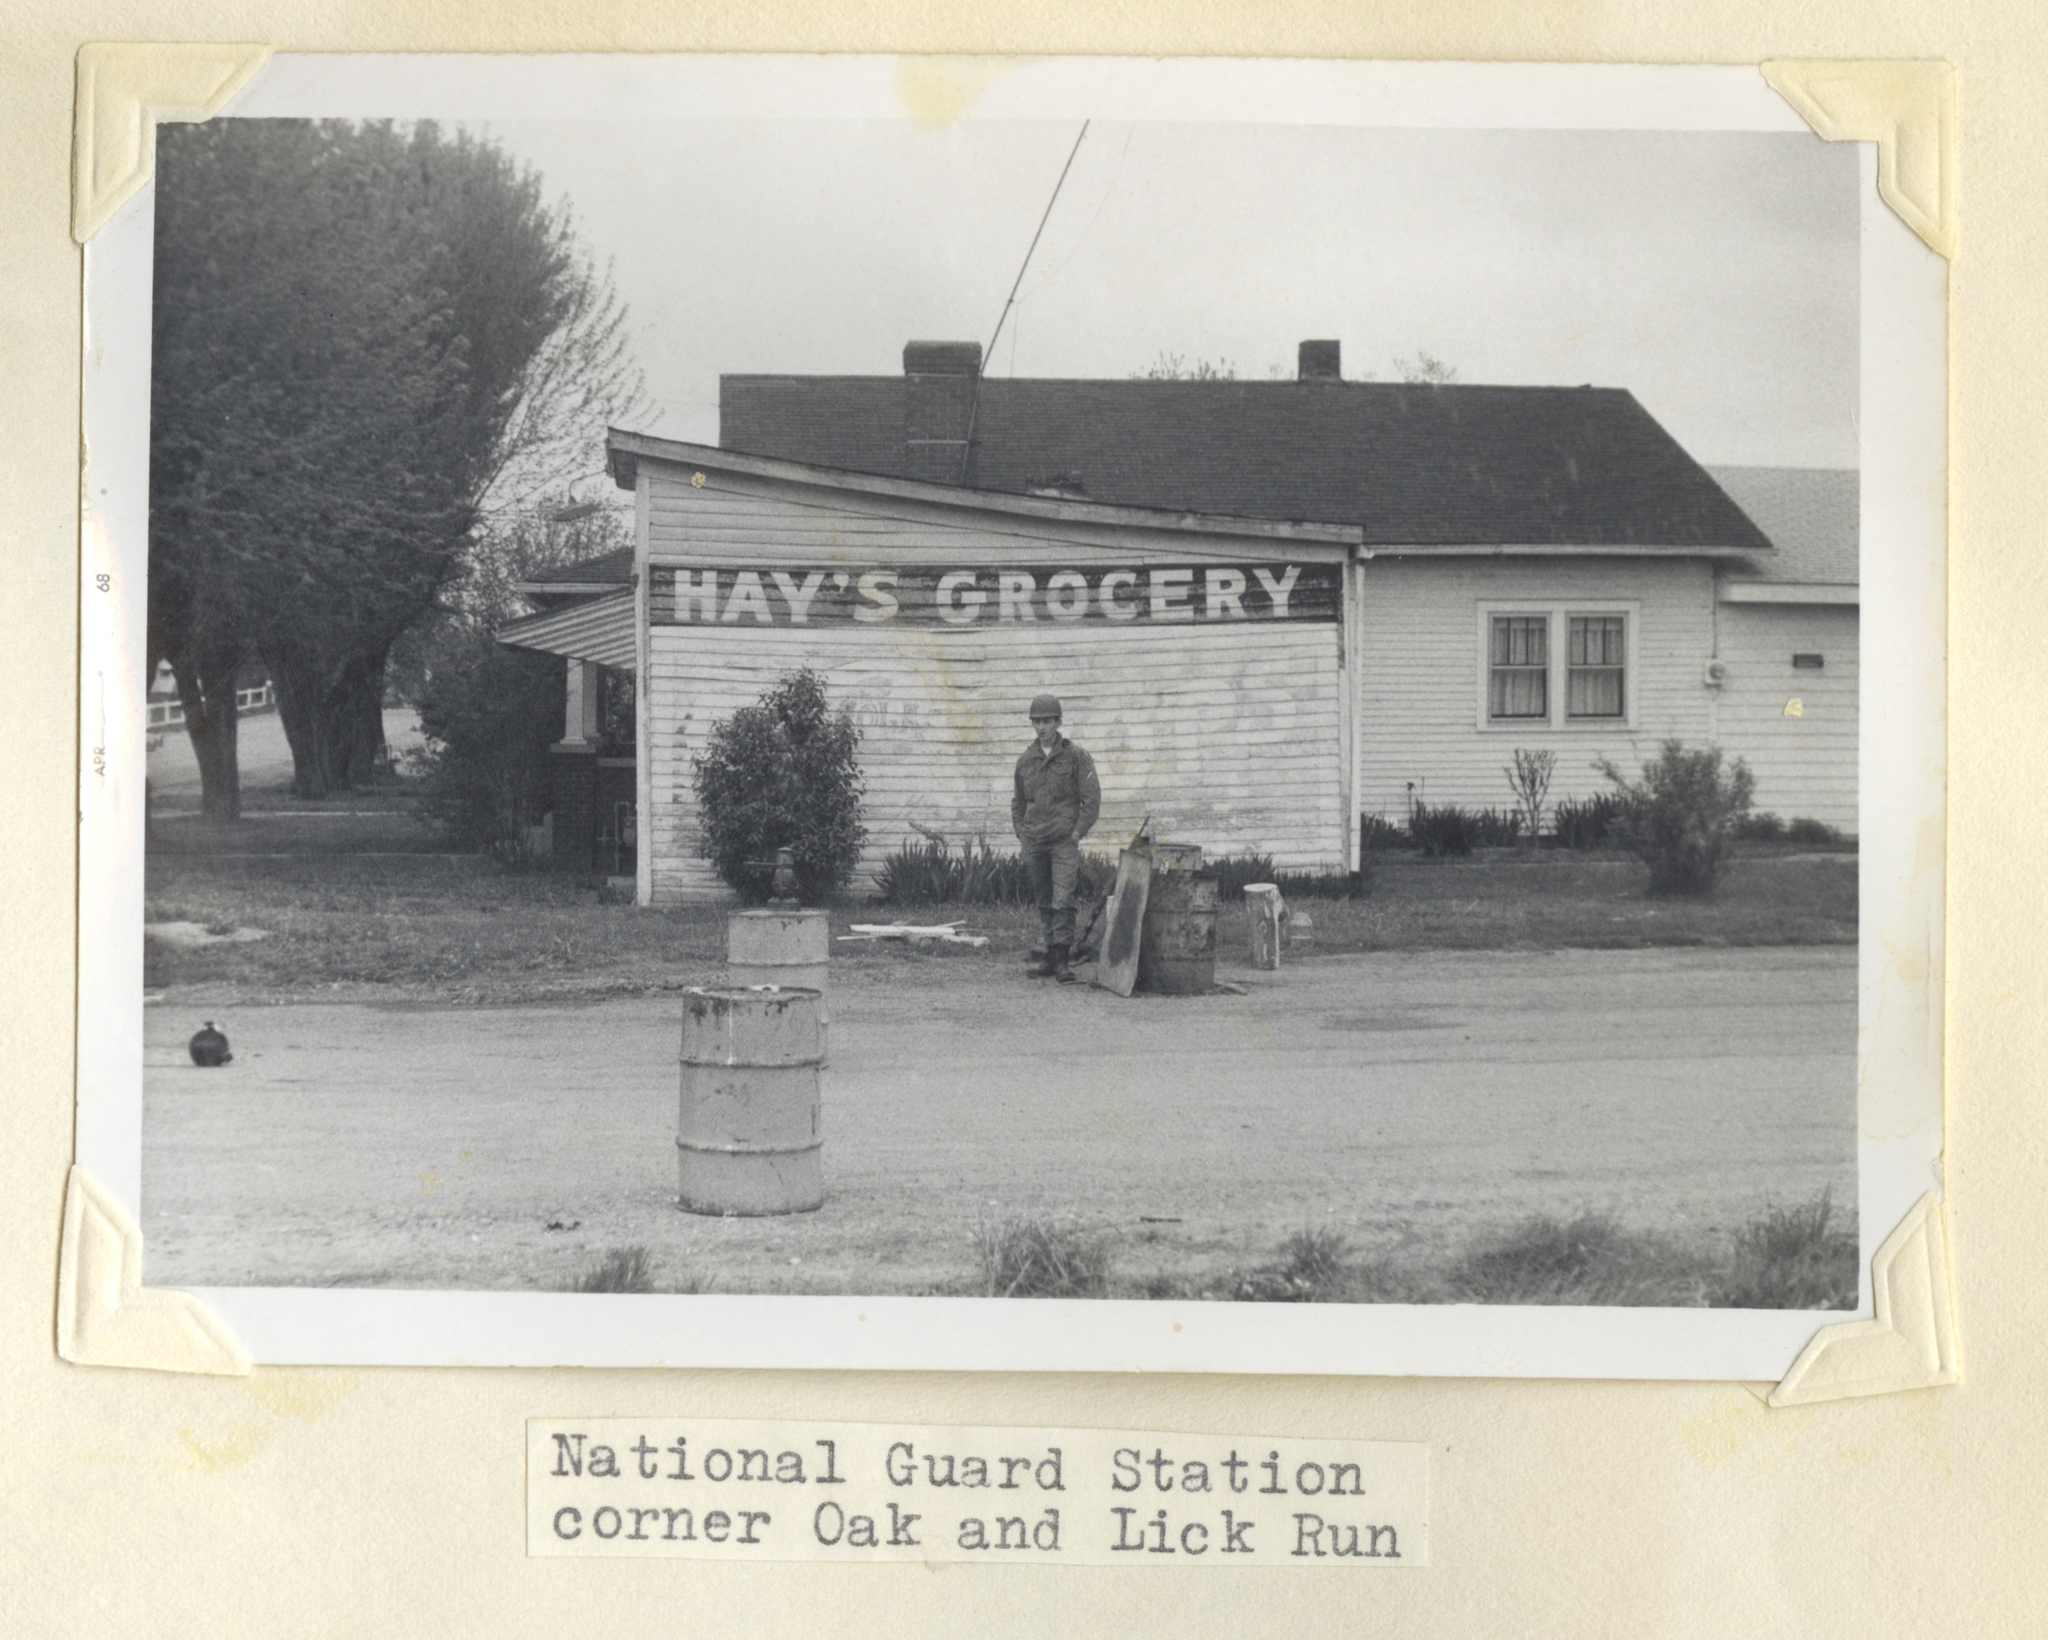 HAY'S GROCERY
APR 68
National Guard Station
corner Oak and Lick Run